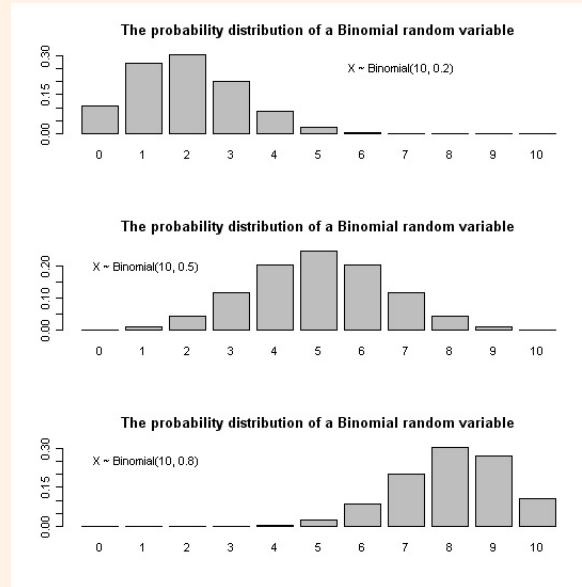 The probability distribution of a Binomial random variable
X ~ Binomial(10, 0.2)
0.00 0.15 0.30
0 1 2 3 4 5 6 7 8 9 10
The probability distribution of a Binomial random variable
X ~ Binomial(10, 0.5)
0.00 0.10 0.20
0 1 2 3 4 5 6 7 8 9 10
The probability distribution of a Binomial random variable
X ~ Binomial(10, 0.8)
0.00 0.15 0.30
0 1 2 3 4 5 6 7 8 9 10